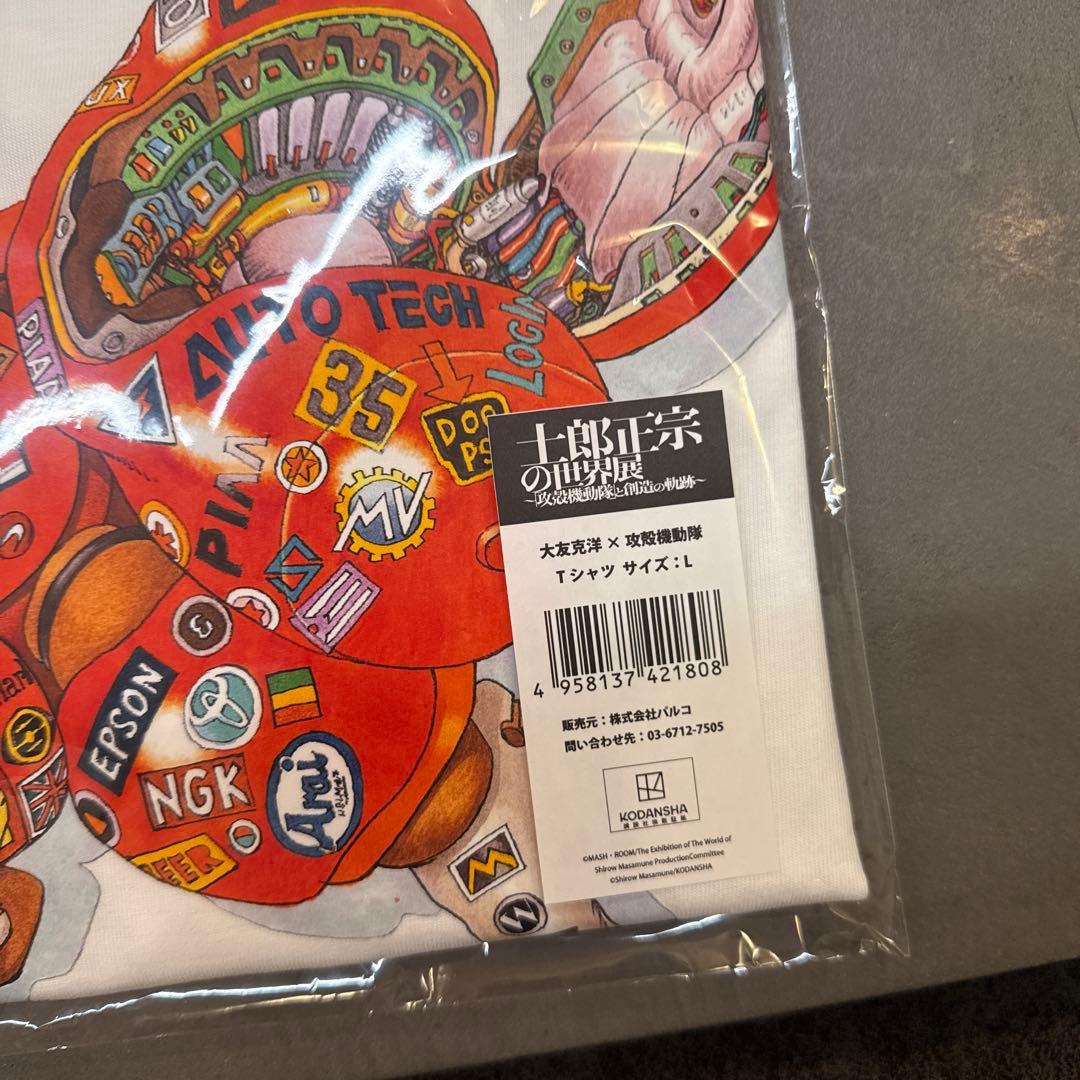 UX
AUTO TECH
35
DOO
PS
MV
EPSON
NGK
Arai
W
士郎正宗
の世界展
～「攻殻機動隊」と創造の軌跡～
大友克洋 × 攻殻機動隊
Tシャツ サイズ：L
4 958137 421808
販売元：株式会社パルコ
問い合わせ先：03-6712-7505
KODANSHA
©MASH・ROOM/The Exhibition of The World of
Shirow Masamune ProductionCommittee
©Shirow Masamune/KODANSHA